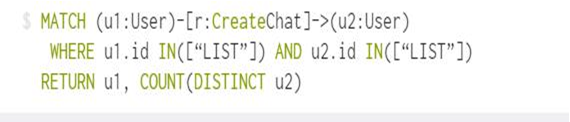 $ MATCH (u1:User)-[r:CreateChat]->(u2:User)
WHERE u1.id IN([“LIST”]) AND u2.id IN([“LIST”])
RETURN u1, COUNT(DISTINCT u2)